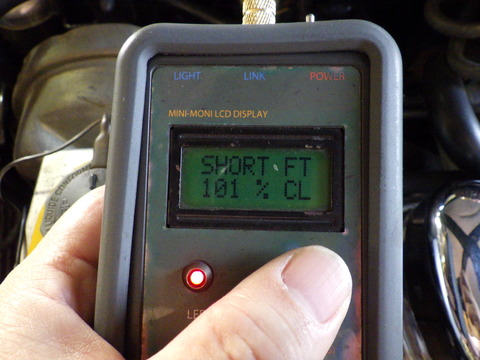 LIGHT LINK POWER
MINI-MONI LCD DISPLAY
SHORT FT
101 % CL